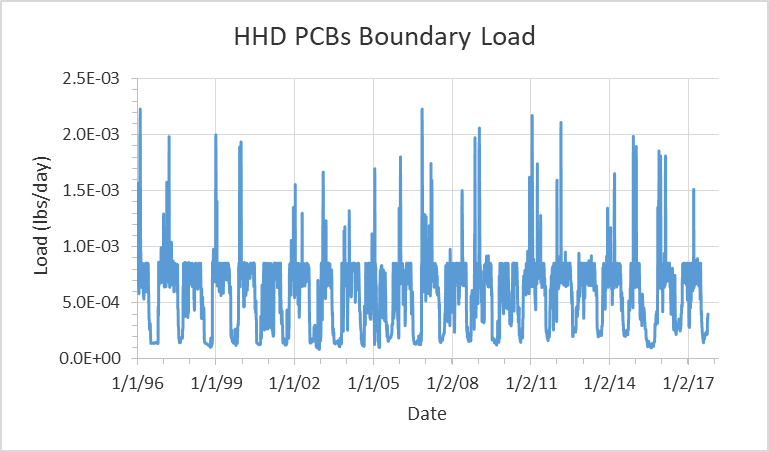 HHD PCBs Boundary Load
2.5E-03
2.0E-03
1.5E-03
1.0E-03
5.0E-04
0.0E+00
Load (lbs/day)
1/1/96 1/1/99 1/1/02 1/1/05 1/2/08 1/2/11 1/2/14 1/2/17
Date